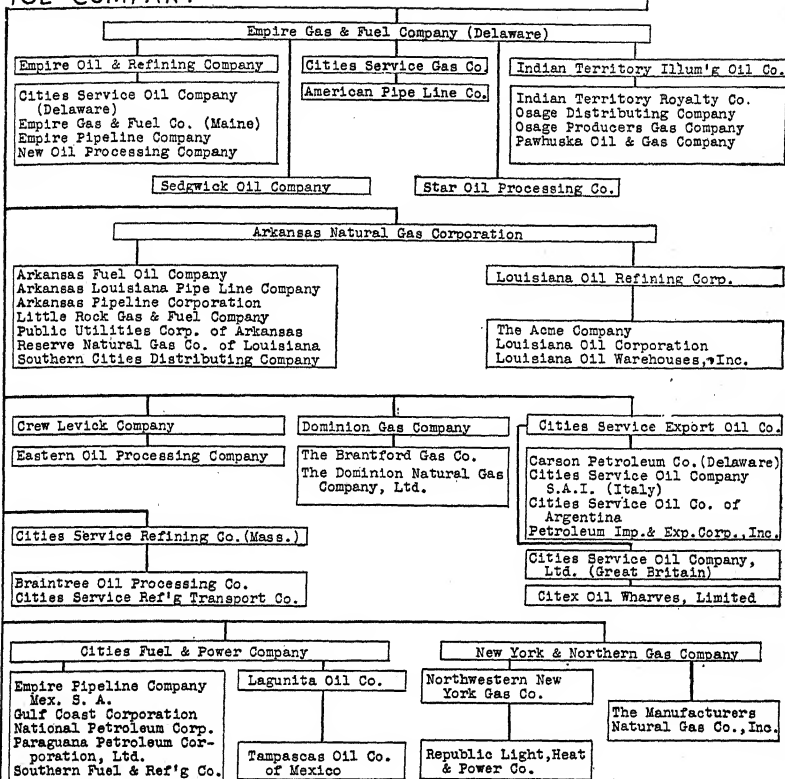 ICE COMPANY
Empire Gas & Fuel Company (Delaware)
Empire Oil & Refining Company
Cities Service Gas Co.
Indian Territory Illum'g Oil Co.
Cities Service Oil Company
(Delaware)
Empire Gas & Fuel Co. (Maine)
Empire Pipeline Company
New Oil Processing Company
American Pipe Line Co.
Indian Territory Royalty Co.
Osage Distributing Company
Osage Producers Gas Company
Pawhuska Oil & Gas Company
Sedgwick Oil Company
Star Oil Processing Co.
Arkansas Natural Gas Corporation
Arkansas Fuel Oil Company
Arkansas Louisiana Pipe Line Company
Arkansas Pipeline Corporation
Little Rock Gas & Fuel Company
Public Utilities Corp. of Arkansas
Reserve Natural Gas Co. of Louisiana
Southern Cities Distributing Company
Louisiana Oil Refining Corp.
The Acme Company
Louisiana Oil Corporation
Louisiana Oil Warehouses, Inc.
Crew Levick Company
Dominion Gas Company
Cities Service Export Oil Co.
Eastern Oil Processing Company
The Brantford Gas Co.
The Dominion Natural Gas
Company, Ltd.
Carson Petroleum Co.(Delaware)
Cities Service Oil Company
S.A.I. (Italy)
Cities Service Oil Co. of
Argentina
Petroleum Imp.& Exp.Corp.,Inc.
Cities Service Refining Co.(Mass.)
Cities Service Oil Company,
Ltd. (Great Britain)
Braintree Oil Processing Co.
Cities Service Ref'g Transport Co.
Citex Oil Wharves, Limited
Cities Fuel & Power Company
New York & Northern Gas Company
Empire Pipeline Company
Mex. S. A.
Gulf Coast Corporation
National Petroleum Corp.
Paraguana Petroleum Cor-
poration, Ltd.
Southern Fuel & Ref'g Co.
Lagunita Oil Co.
Tampascas Oil Co.
of Mexico
Northwestern New
York Gas Co.
Republic Light,Heat
& Power Co.
The Manufacturers
Natural Gas Co.,Inc.